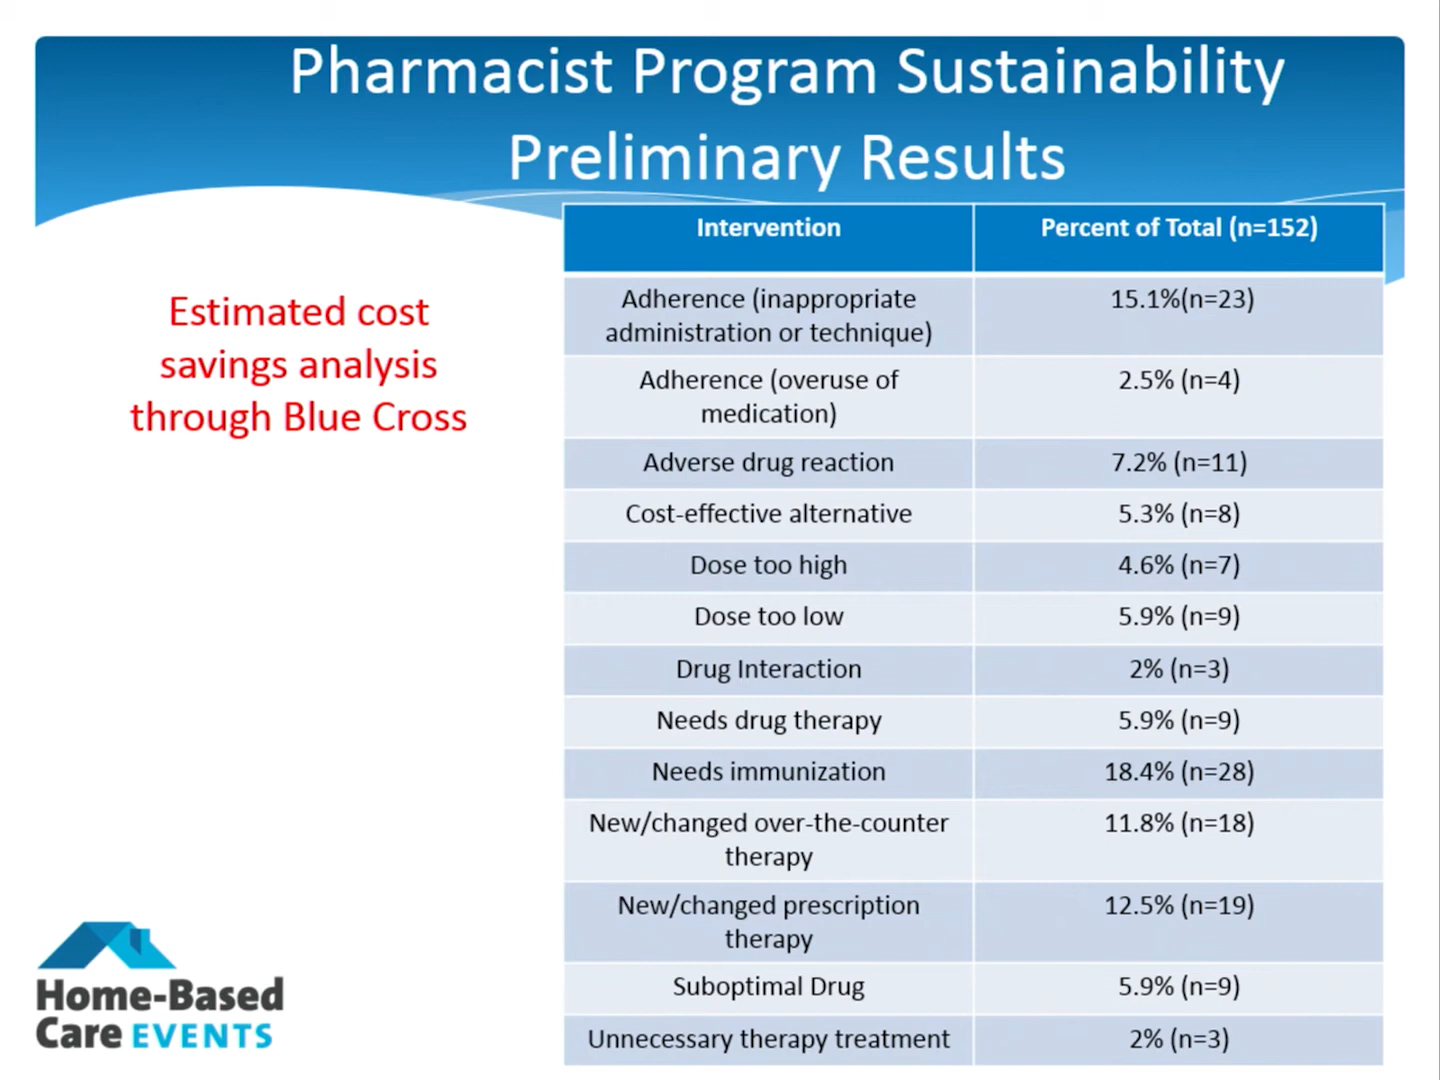 Pharmacist Program Sustainability
Preliminary Results
Estimated cost
savings analysis
through Blue Cross
Intervention
Percent of Total (n=152)
Adherence (inappropriate
administration or technique)
15.1%(n=23)
Adherence (overuse of
medication)
2.5% (n=4)
Adverse drug reaction
7.2% (n=11)
Cost-effective alternative
5.3% (n=8)
Dose too high
4.6% (n=7)
Dose too low
5.9% (n=9)
Drug Interaction
2% (n=3)
Needs drug therapy
5.9% (n=9)
Needs immunization
18.4% (n=28)
New/changed over-the-counter
therapy
11.8% (n=18)
New/changed prescription
therapy
12.5% (n=19)
Suboptimal Drug
5.9% (n=9)
Unnecessary therapy treatment
2% (n=3)
Home-Based
Care EVENTS